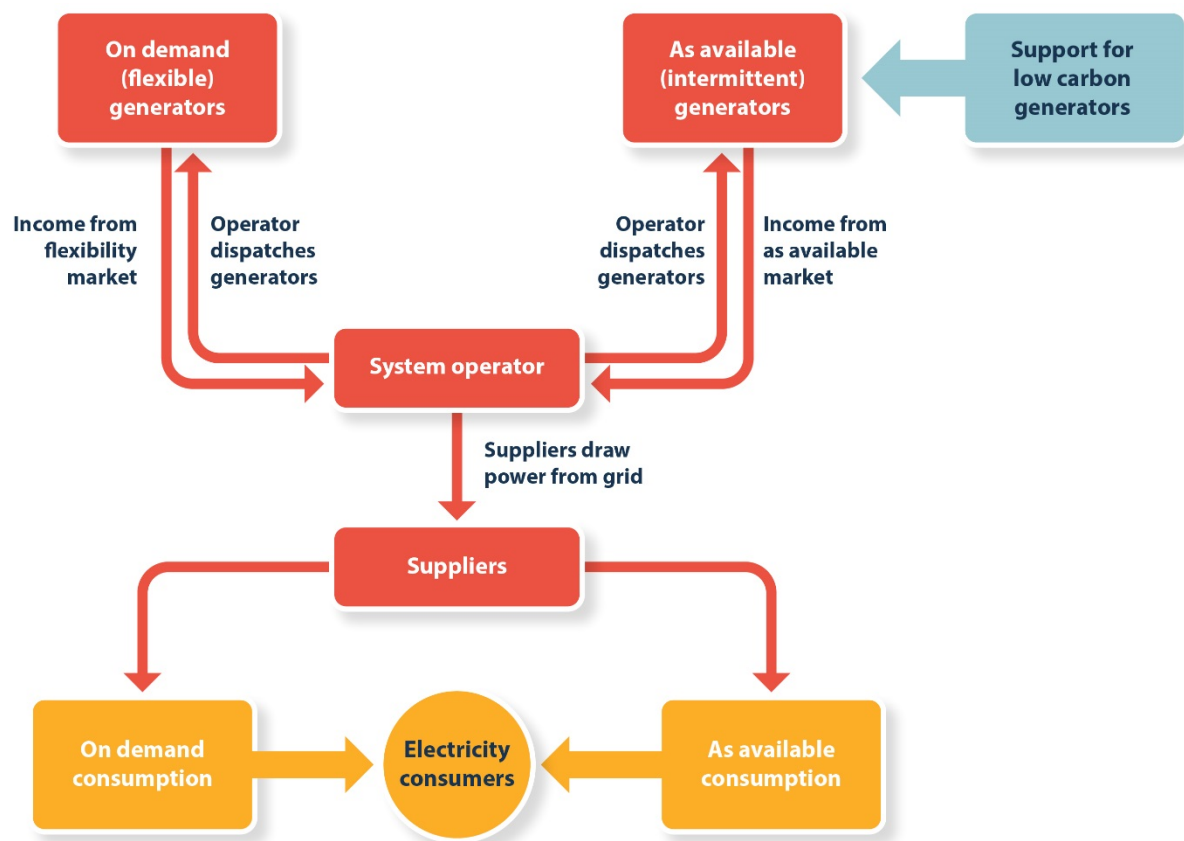 On demand
(flexible)
generators
As available
(intermittent)
generators
Support for
low carbon
generators
Income from
flexibility
market
Operator
dispatches
generators
Operator
dispatches
generators
Income from
as available
market
System operator
Suppliers draw
power from grid
Suppliers
On demand
consumption
Electricity
consumers
As available
consumption